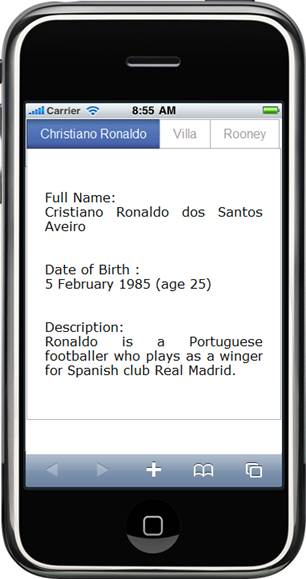 Carrier 8:55 AM
Christiano Ronaldo Villa Rooney
Full Name:
Cristiano Ronaldo dos Santos
Aveiro
Date of Birth :
5 February 1985 (age 25)
Description:
Ronaldo is a Portuguese
footballer who plays as a winger
for Spanish club Real Madrid.